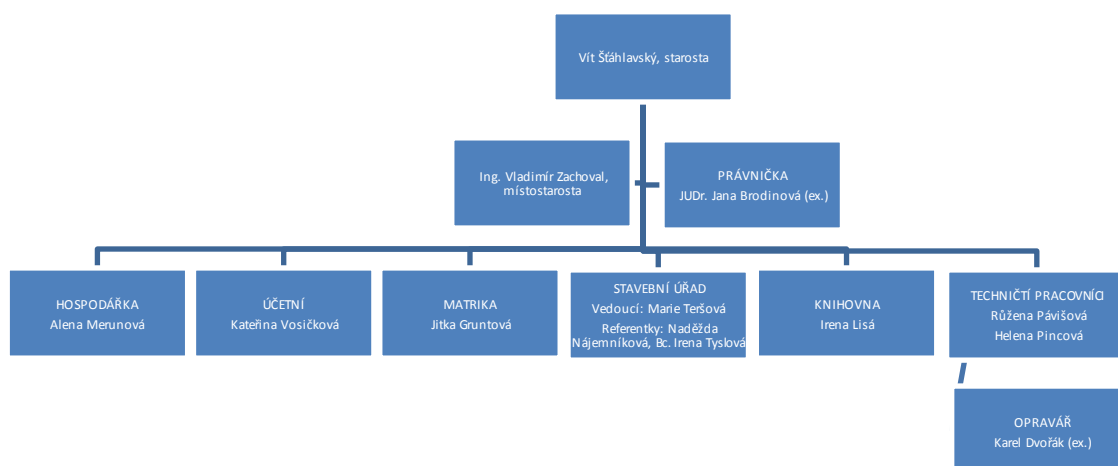 Vít Šťáhlavský, starosta
Ing. Vladimír Zachoval,
místostarosta
PRÁVNIČKA
JUDr. Jana Brodinová (ex.)
HOSPODÁŘKA
Alena Merunová
ÚČETNÍ
Kateřina Vosičková
MATRIKA
Jitka Gruntová
STAVEBNÍ ÚŘAD
Vedoucí: Marie Teršová
Referentky: Naděžda
Nájemníková, Bc. Irena Tyslová
KNIHOVNA
Irena Lisá
TECHNIČTÍ PRACOVNÍCI
Růžena Pávišová
Helena Pincová
OPRAVÁŘ
Karel Dvořák (ex.)